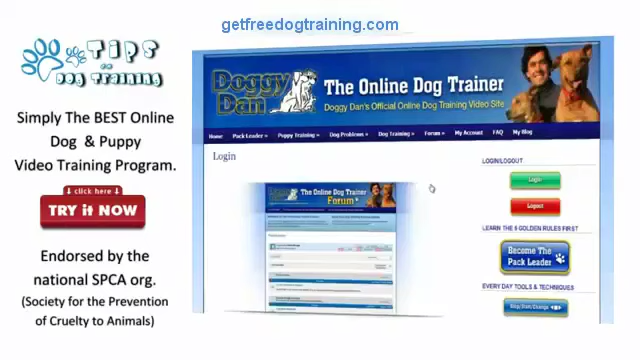 getfreedogtraining.com
TIPS
on
DOG TRAINING
Simply The BEST Online
Dog & Puppy
Video Training Program.
click here
TRY it NOW
Endorsed by the
national SPCA org.
(Society for the Prevention
of Cruelty to Animals)
Doggy
Dan
The Online Dog Trainer
Doggy Dan's Official Online Dog Training Video Site
Home Pack Leader Puppy Training Dog Problems Dog Training Forum My Account FAQ My Blog
Login
The Online Dog Trainer
Forum
LOGIN/LOGOUT
Login
Logout
LEARN THE 5 GOLDEN RULES FIRST
Become The
Pack Leader
EVERY DAY TOOLS & TECHNIQUES
Stop/Start/Change